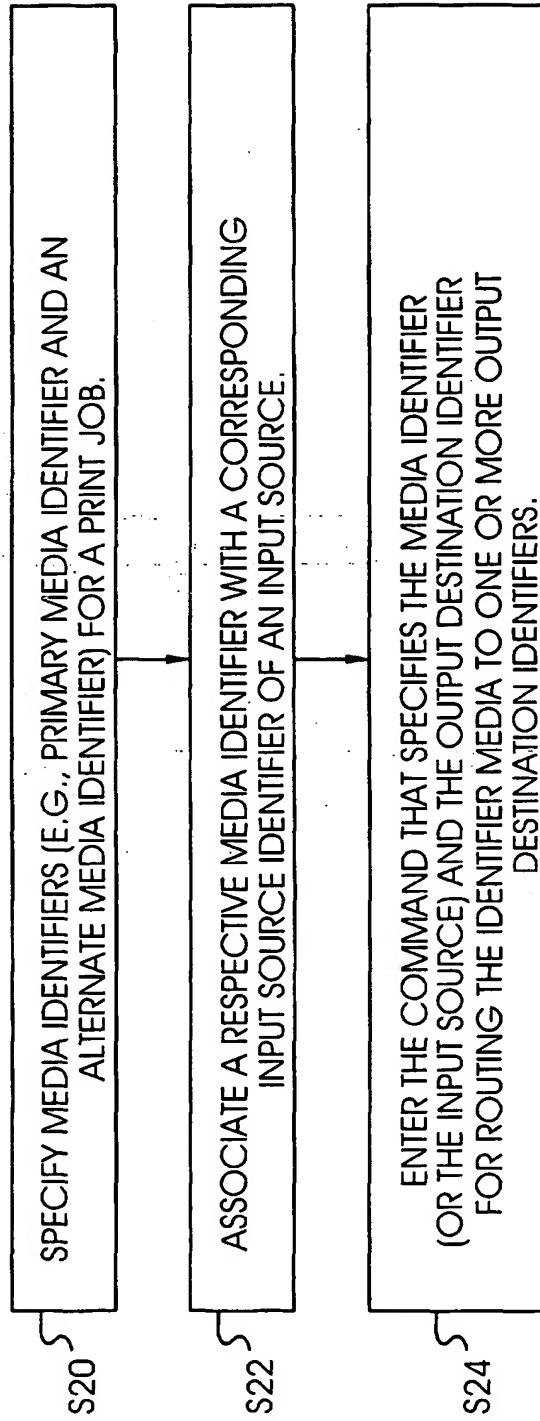 S20
SPECIFY MEDIA IDENTIFIERS (E.G., PRIMARY MEDIA IDENTIFIER AND AN
ALTERNATE MEDIA IDENTIFIER) FOR A PRINT JOB.
S22
ASSOCIATE A RESPECTIVE MEDIA IDENTIFIER WITH A CORRESPONDING
INPUT SOURCE IDENTIFIER OF AN INPUT SOURCE.
S24
ENTER THE COMMAND THAT SPECIFIES THE MEDIA IDENTIFIER
(OR THE INPUT SOURCE) AND THE OUTPUT DESTINATION IDENTIFIER
FOR ROUTING THE IDENTIFIER MEDIA TO ONE OR MORE OUTPUT
DESTINATION IDENTIFIERS.